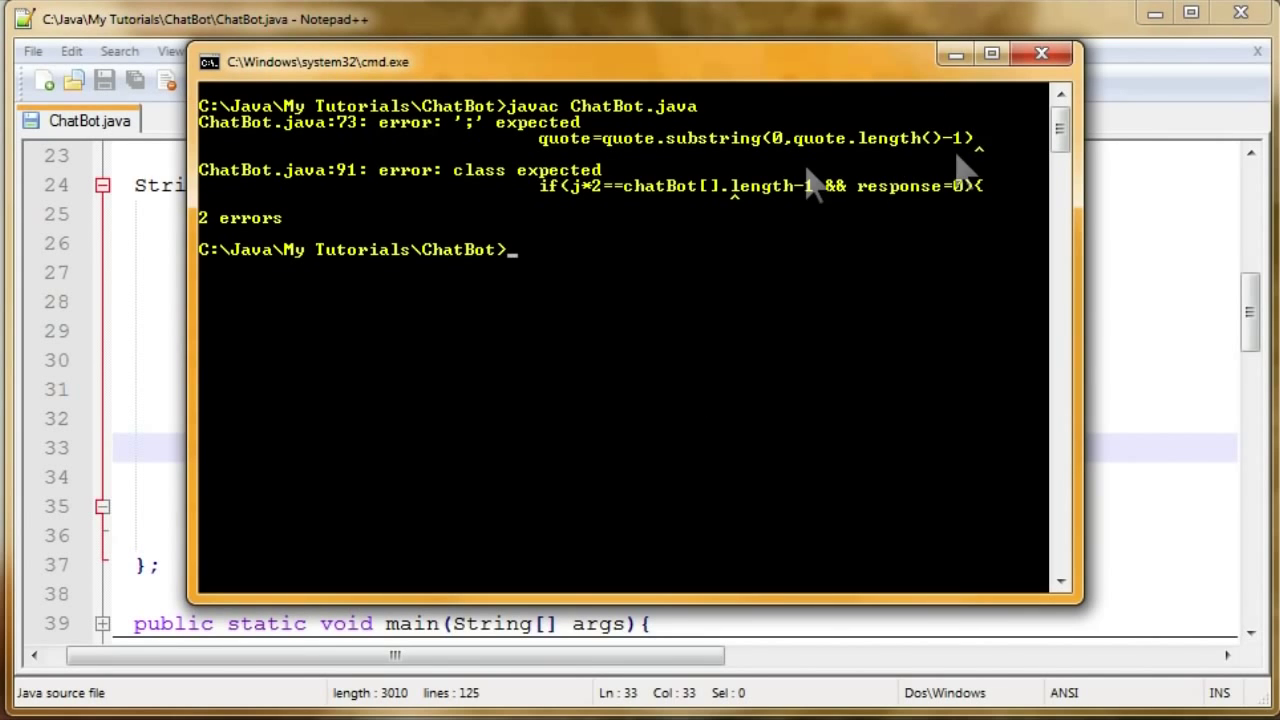 C:\Java\My Tutorials\ChatBot\ChatBot.java - Notepad++
File Edit Search View
C:\Windows\system32\cmd.exe
ChatBot.java
C:\Java\My Tutorials\ChatBot>javac ChatBot.java
ChatBot.java:73: error: ';' expected
quote=quote.substring(0,quote.length()-1)
^
ChatBot.java:91: error: class expected
if(j*2==chatBot[].length-1 && response=0){
^
2 errors
C:\Java\My Tutorials\ChatBot>_
23
24 Stri
25
26
27
28
29
30
31
32
33
34
35
36
37 };
38
39 public static void main(String[] args){
Java source file length : 3010 lines : 125 Ln : 33 Col : 33 Sel : 0 Dos\Windows ANSI INS